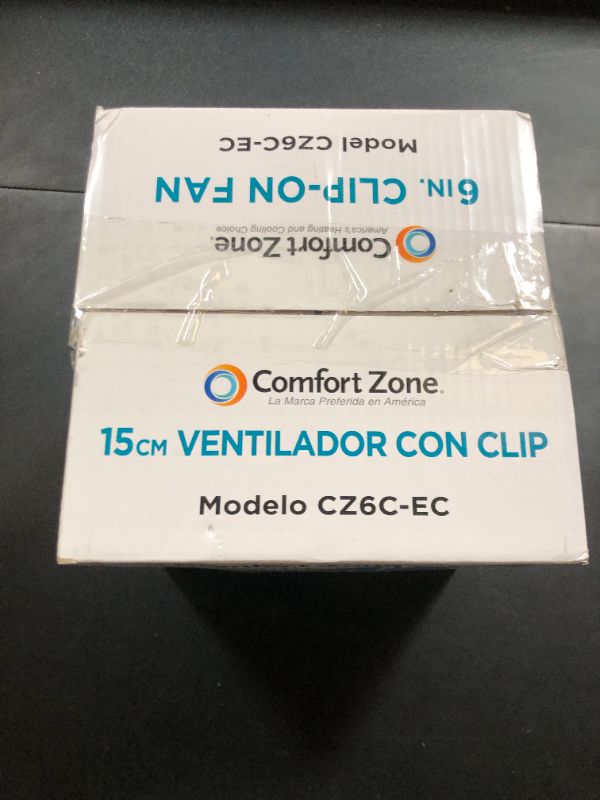 Model CZ6C-EC
6 IN. CLIP-ON FAN
America's Heating and Cooling Choice
Comfort Zone.
Comfort Zone.
La Marca Preferida en América
15CM VENTILADOR CON CLIP
Modelo CZ6C-EC